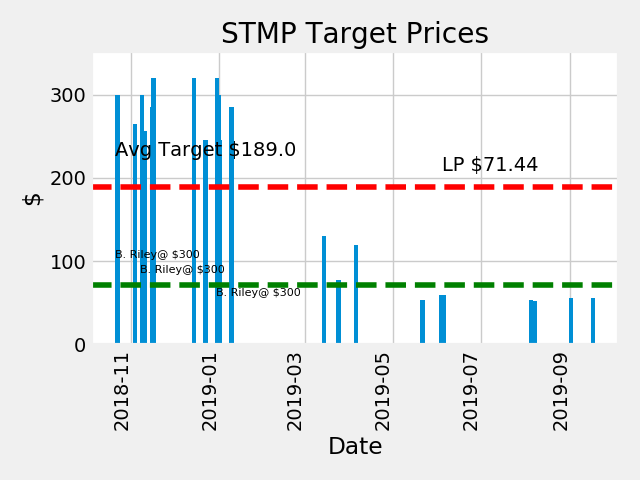 STMP Target Prices
300
Avg Target $189.0
LP $71.44
200
$
B. Riley@ $300
100
B. Riley@ $300
B. Riley@ $300
0
2018-11
2019-01
2019-03
2019-05
2019-07
2019-09
Date